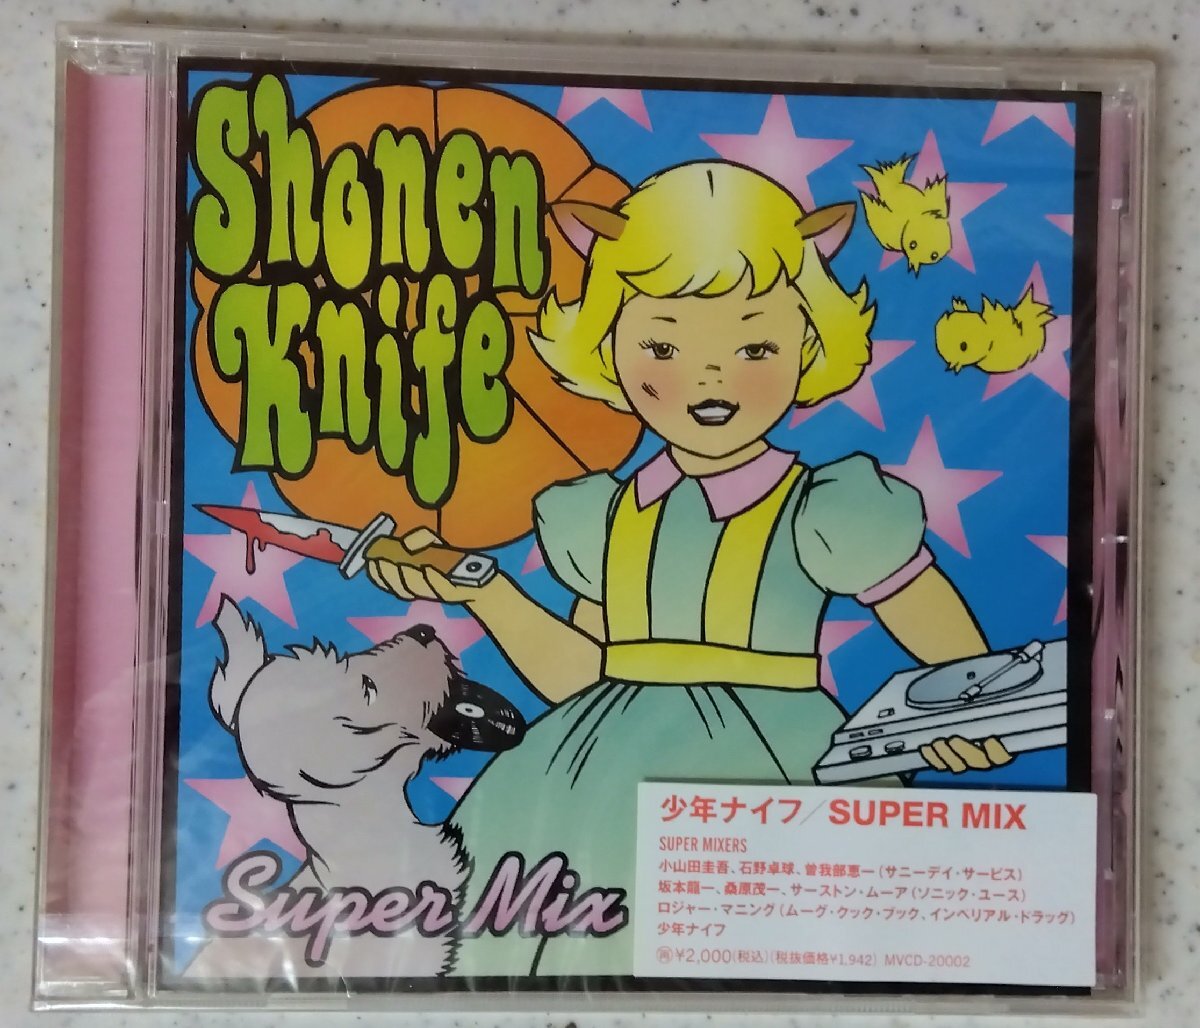 Shonen
Knife
Super Mix
少年ナイフ/SUPER MIX
SUPER MIXERS
小山田圭吾、石野卓球、曽我部恵一(サニーデイ・サービス)
坂本龍一、桑原茂一、サーストン・ムーア(ソニック・ユース)
ロジャー・マニング(ムーグ・クック・ブック、インペリアル・ドラッグ)
少年ナイフ
㊐¥2,000(税込)(税抜価格¥1,942) MVCD-20002